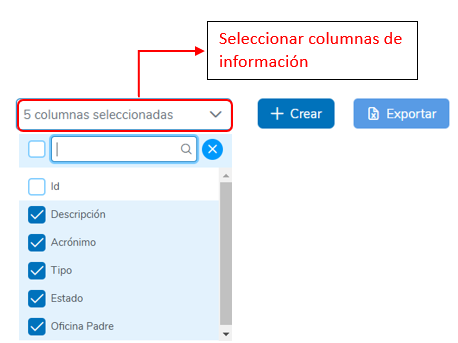 Seleccionar columnas de
información
5 columnas seleccionadas
Crear
Exportar
Id
Descripción
Acrónimo
Tipo
Estado
Oficina Padre